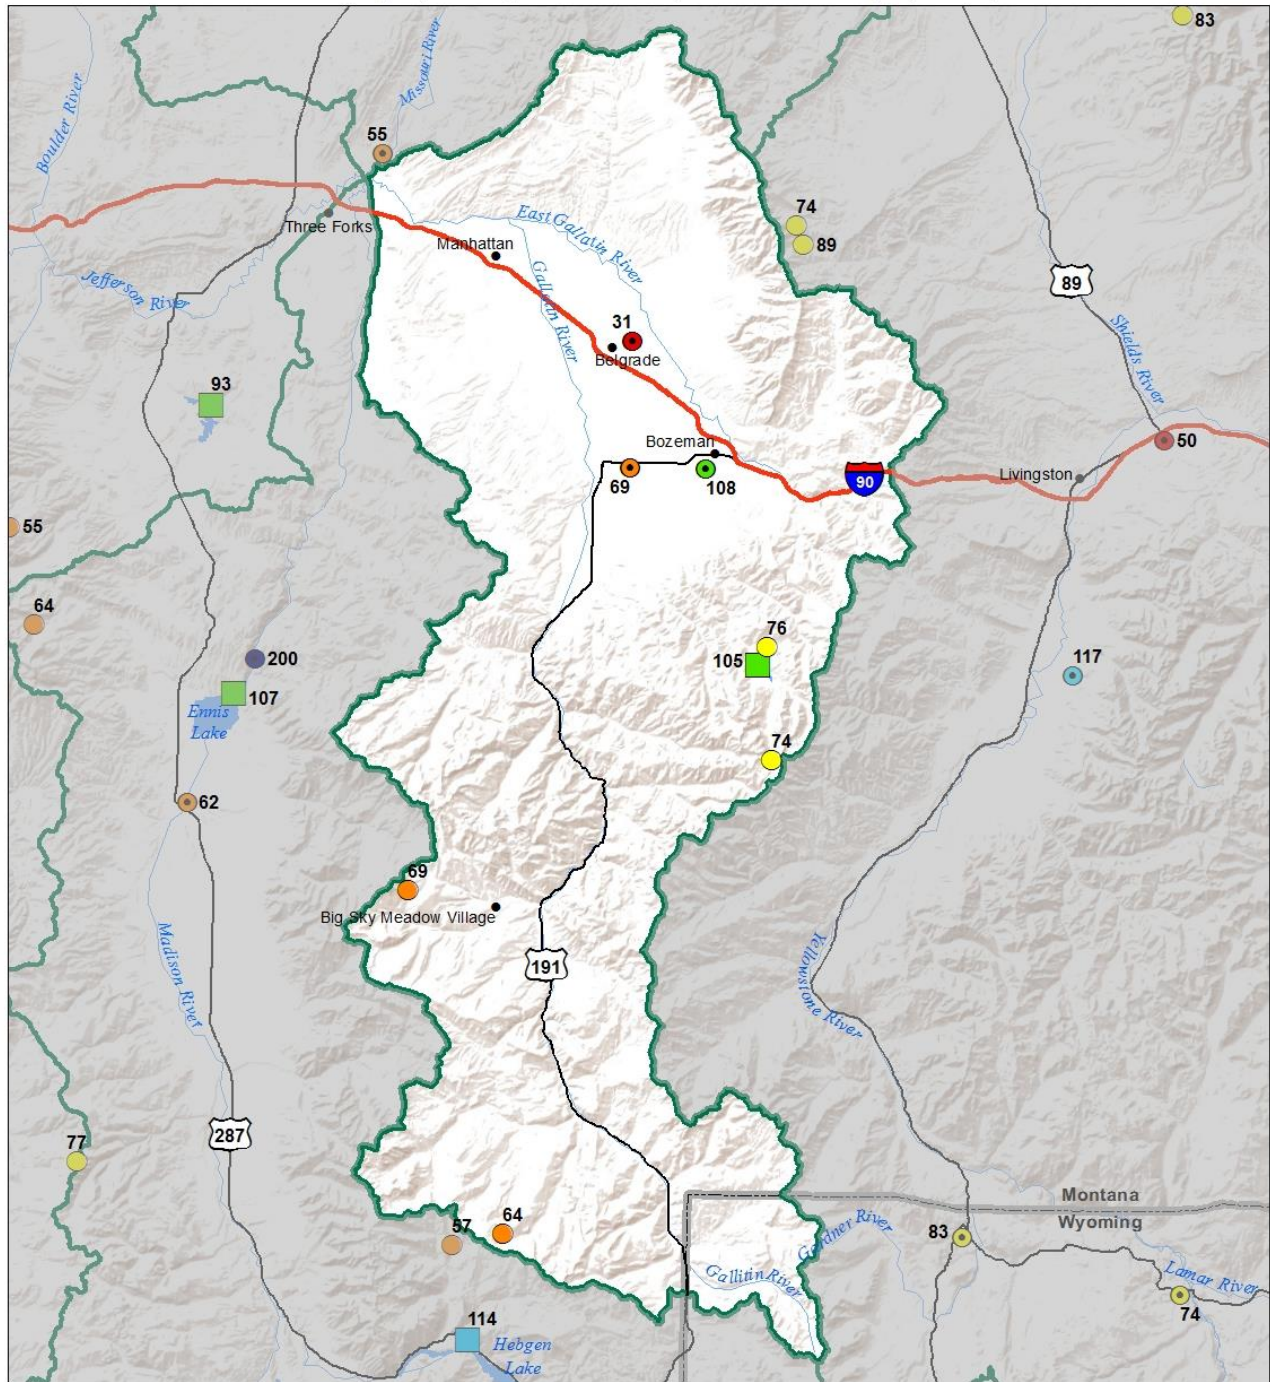 83
Missouri River
Boulder River
55
74
89
East Gallatin River
Three Forks
Manhattan
Jefferson River
Gallatin River
89
Shields River
31
Belgrade
93
Bozeman
50
69
108
90
Livingston
55
64
76
105
117
200
107
Ennis
Lake
74
62
69
Big Sky Meadow Village
Madison River
191
Yellowstone River
287
77
Montana
Wyoming
64
57
Gardner River
83
Gallitin River
Lamar River
74
114
Hebgen
Lake